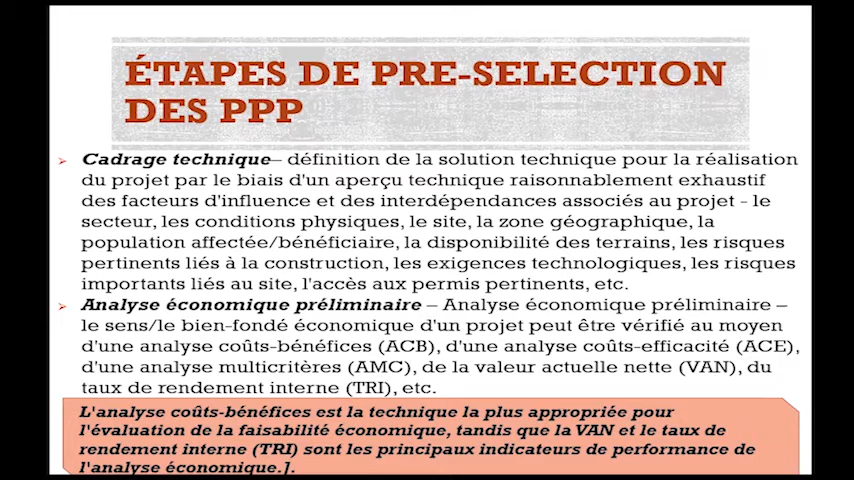 ÉTAPES DE PRE-SELECTION
DES PPP
Cadrage technique– définition de la solution technique pour la réalisation
du projet par le biais d'un aperçu technique raisonnablement exhaustif
des facteurs d'influence et des interdépendances associés au projet - le
secteur, les conditions physiques, le site, la zone géographique, la
population affectée/bénéficiaire, la disponibilité des terrains, les risques
pertinents liés à la construction, les exigences technologiques, les risques
importants liés au site, l'accès aux permis pertinents, etc.
Analyse économique préliminaire – Analyse économique préliminaire –
le sens/le bien-fondé économique d'un projet peut être vérifié au moyen
d'une analyse coûts-bénéfices (ACB), d'une analyse coûts-efficacité (ACE),
d'une analyse multicritères (AMC), de la valeur actuelle nette (VAN), du
taux de rendement interne (TRI), etc.
L'analyse coûts-bénéfices est la technique la plus appropriée pour
l'évaluation de la faisabilité économique, tandis que la VAN et le taux de
rendement interne (TRI) sont les principaux indicateurs de performance de
l'analyse économique.].